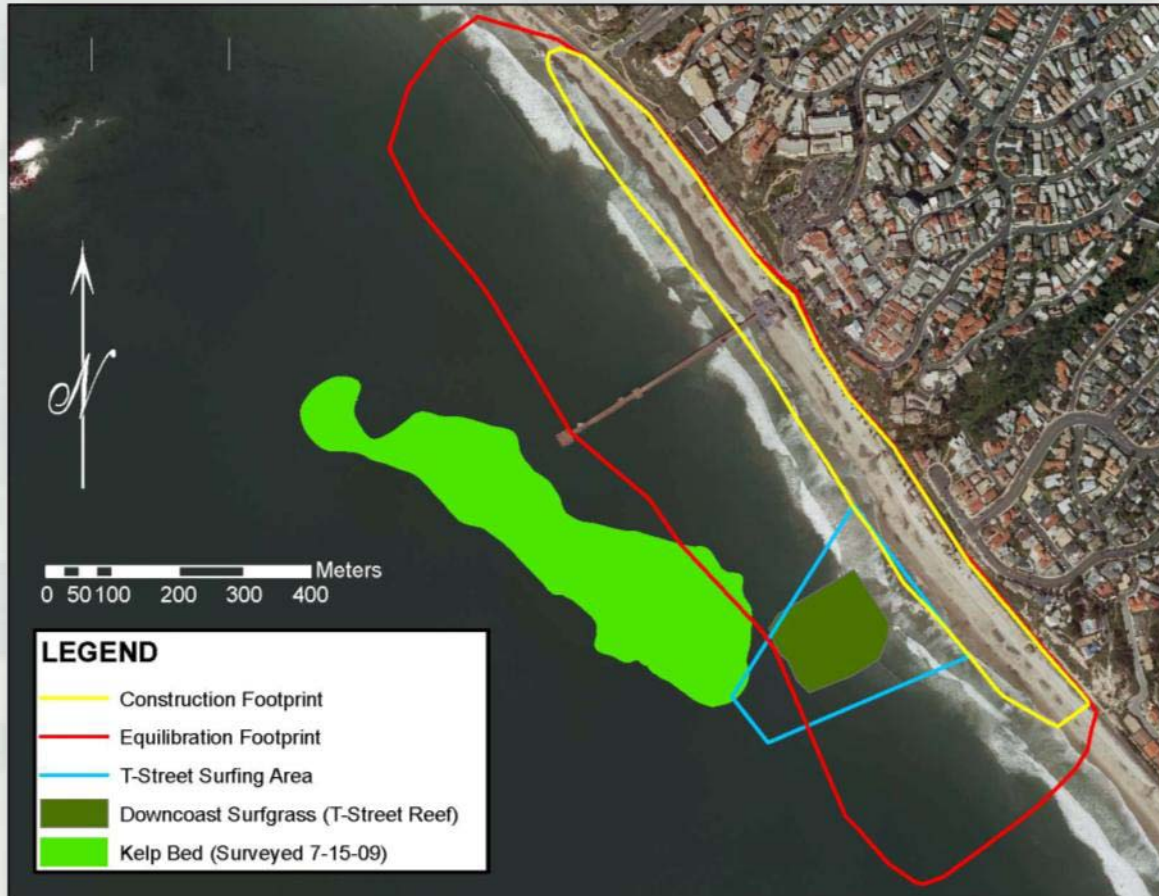 N
Meters
0 50 100 200 300 400
LEGEND
Construction Footprint
Equilibration Footprint
T-Street Surfing Area
Downcoast Surfgrass (T-Street Reef)
Kelp Bed (Surveyed 7-15-09)